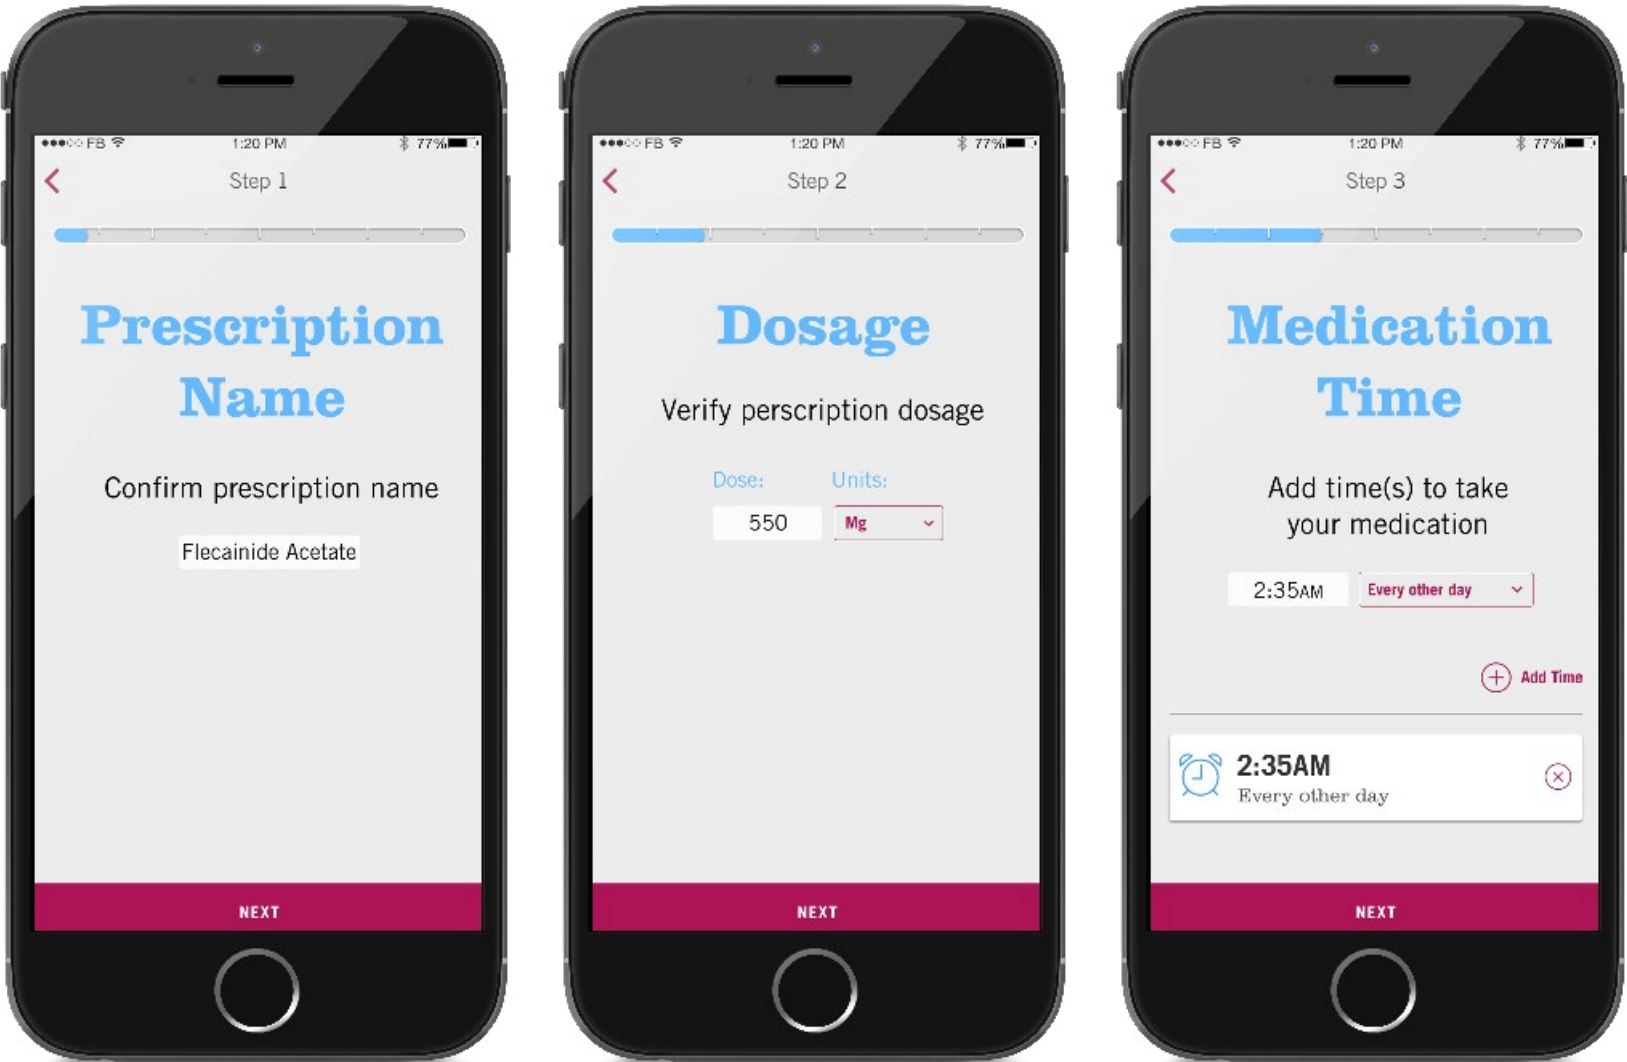 FB 1:20 PM 77%
Step 1
Prescription
Name
Confirm prescription name
Flecainide Acetate
NEXT
FB 1:20 PM 77%
Step 2
Dosage
Verify perscription dosage
Dose: Units:
550 Mg
NEXT
FB 1:20 PM 77%
Step 3
Medication
Time
Add time(s) to take
your medication
2:35AM Every other day
Add Time
2:35AM
Every other day
NEXT